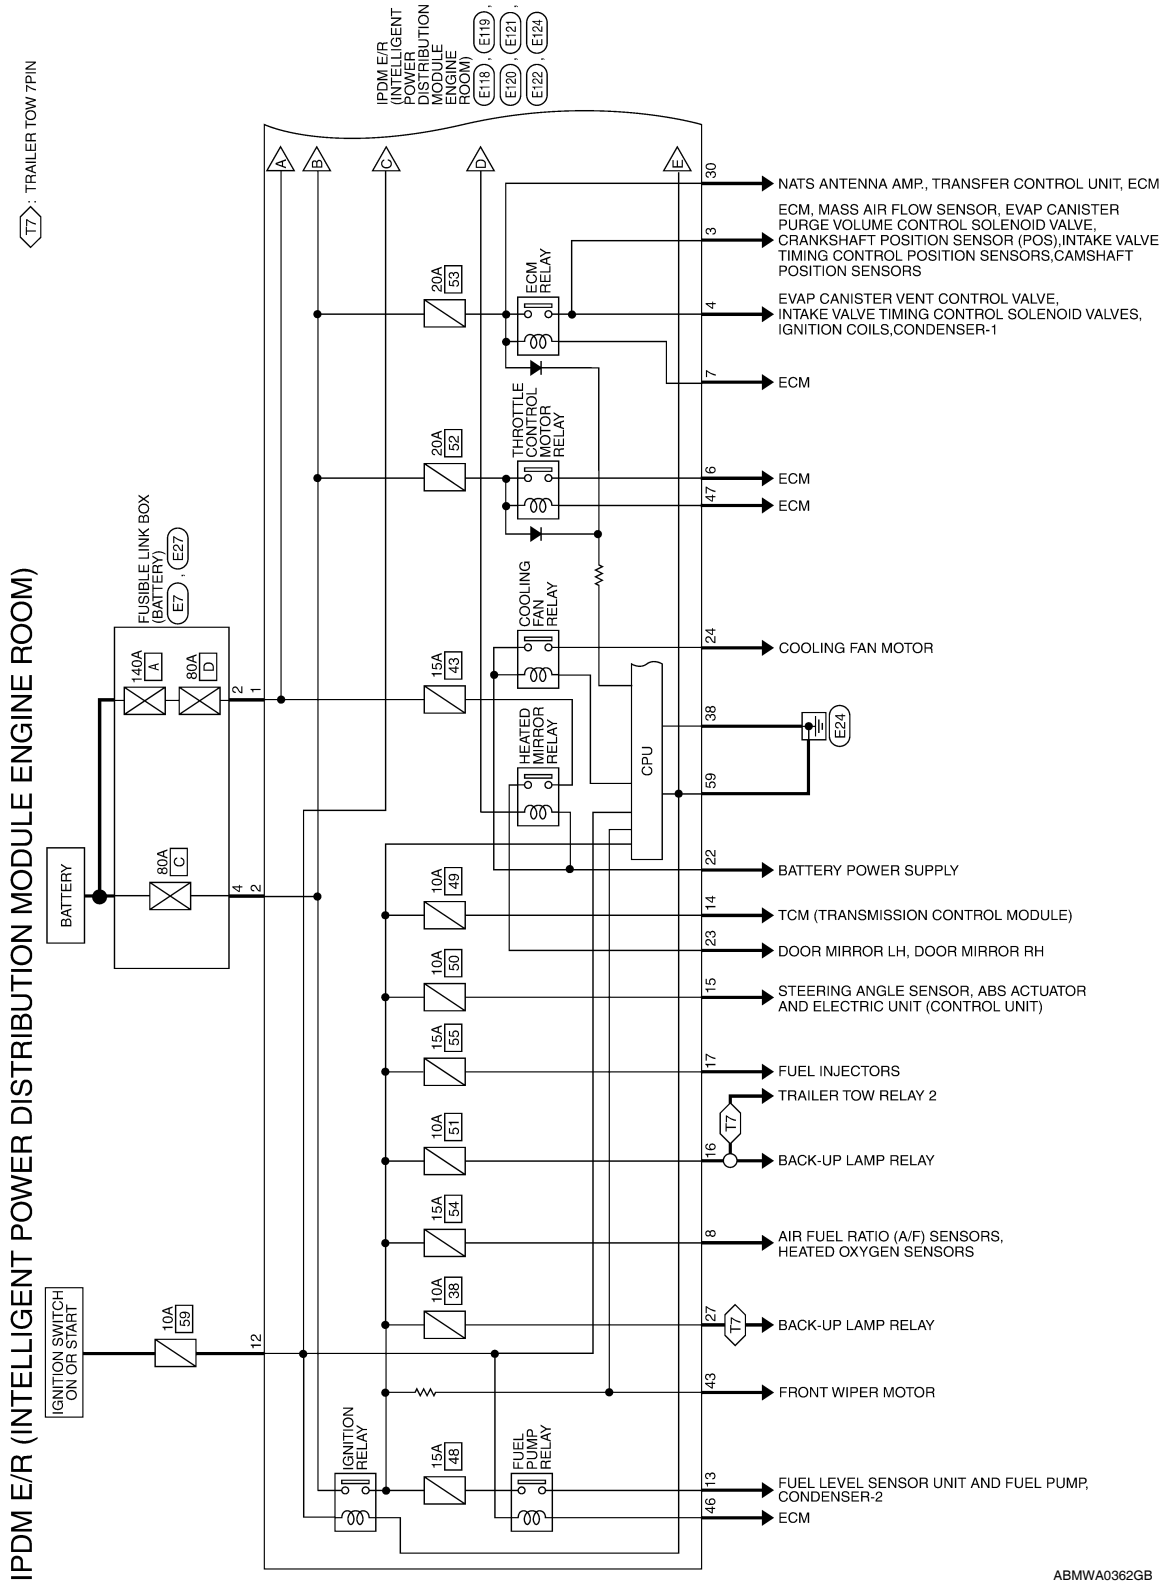 IPDM E/R (INTELLIGENT POWER DISTRIBUTION MODULE ENGINE ROOM)
T7 : TRAILER TOW 7PIN
BATTERY
IGNITION SWITCH
ON OR START
FUSIBLE LINK BOX
(BATTERY)
E7 , E27
140A
A
80A
D
80A
C
2
1
4
2
10A
59
12
IPDM E/R
(INTELLIGENT
POWER
DISTRIBUTION
MODULE
ENGINE
ROOM)
E118 , E119 ,
E120 , E121 ,
E122 , E124
A
B
C
D
E
20A
53
ECM
RELAY
20A
52
THROTTLE
CONTROL
MOTOR
RELAY
COOLING
FAN
RELAY
15A
43
HEATED
MIRROR
RELAY
CPU
10A
49
10A
50
15A
55
10A
51
15A
54
10A
38
IGNITION
RELAY
15A
48
FUEL
PUMP
RELAY
30
NATS ANTENNA AMP., TRANSFER CONTROL UNIT, ECM
3
ECM, MASS AIR FLOW SENSOR, EVAP CANISTER
PURGE VOLUME CONTROL SOLENOID VALVE,
CRANKSHAFT POSITION SENSOR (POS),INTAKE VALVE
TIMING CONTROL POSITION SENSORS,CAMSHAFT
POSITION SENSORS
4
EVAP CANISTER VENT CONTROL VALVE,
INTAKE VALVE TIMING CONTROL SOLENOID VALVES,
IGNITION COILS,CONDENSER-1
7
ECM
6
ECM
47
ECM
24
COOLING FAN MOTOR
38
E24
59
22
BATTERY POWER SUPPLY
14
TCM (TRANSMISSION CONTROL MODULE)
23
DOOR MIRROR LH, DOOR MIRROR RH
15
STEERING ANGLE SENSOR, ABS ACTUATOR
AND ELECTRIC UNIT (CONTROL UNIT)
17
FUEL INJECTORS
TRAILER TOW RELAY 2
T7
16
BACK-UP LAMP RELAY
8
AIR FUEL RATIO (A/F) SENSORS,
HEATED OXYGEN SENSORS
27
T7
BACK-UP LAMP RELAY
43
FRONT WIPER MOTOR
13
FUEL LEVEL SENSOR UNIT AND FUEL PUMP,
CONDENSER-2
46
ECM
ABMWA0362GB